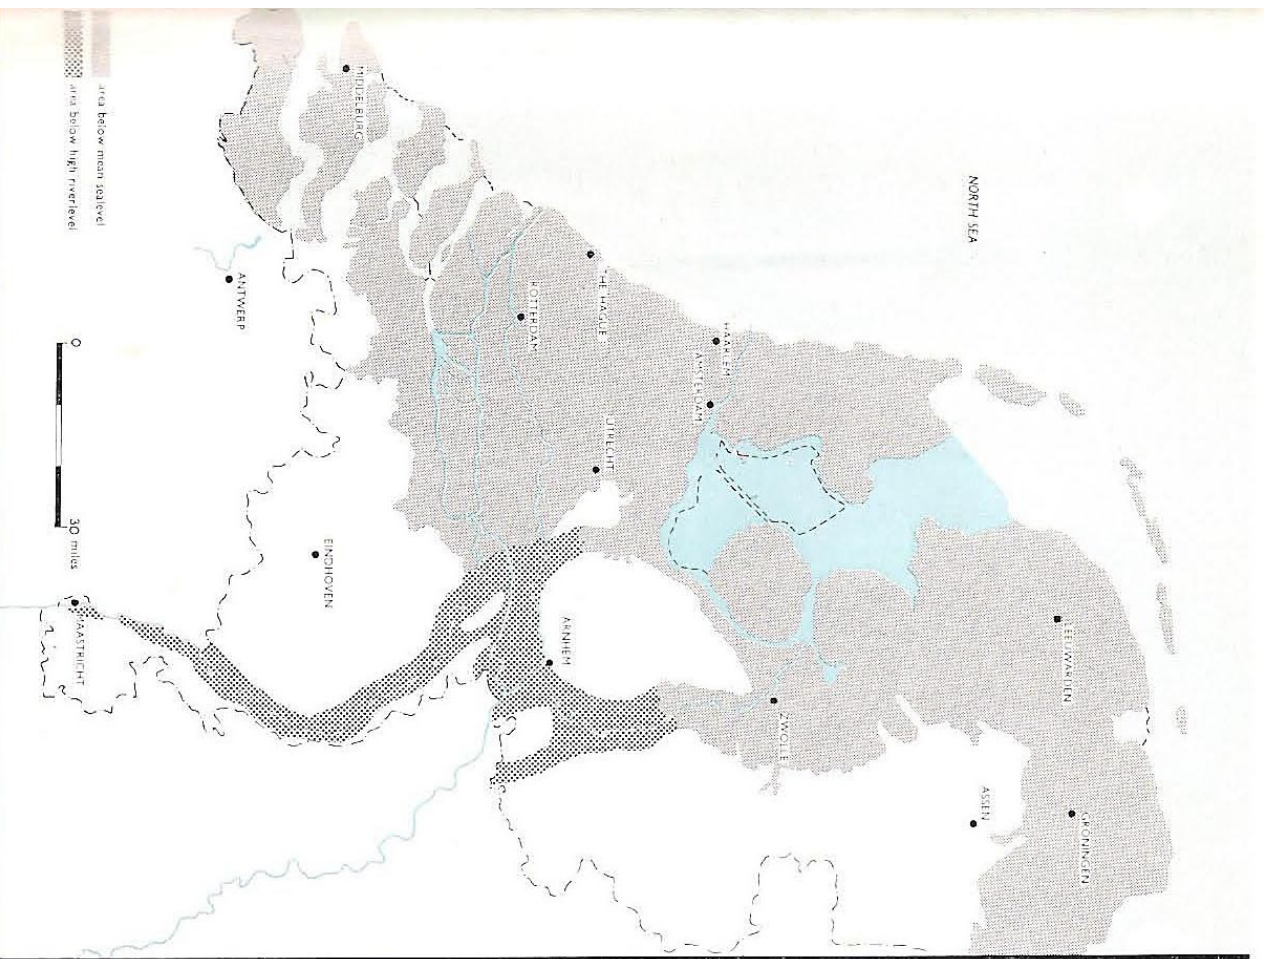 NORTH SEA
LEEUWARDEN
GRONINGEN
ASSEN
ZWOLLE
HAARLEM
AMSTERDAM
THE HAGUE
UTRECHT
ROTTERDAM
ARNHEM
MIDDELBURG
EINDHOVEN
ANTWERP
MAASTRICHT
area below mean sealevel
area below high riverlevel
0 30 miles